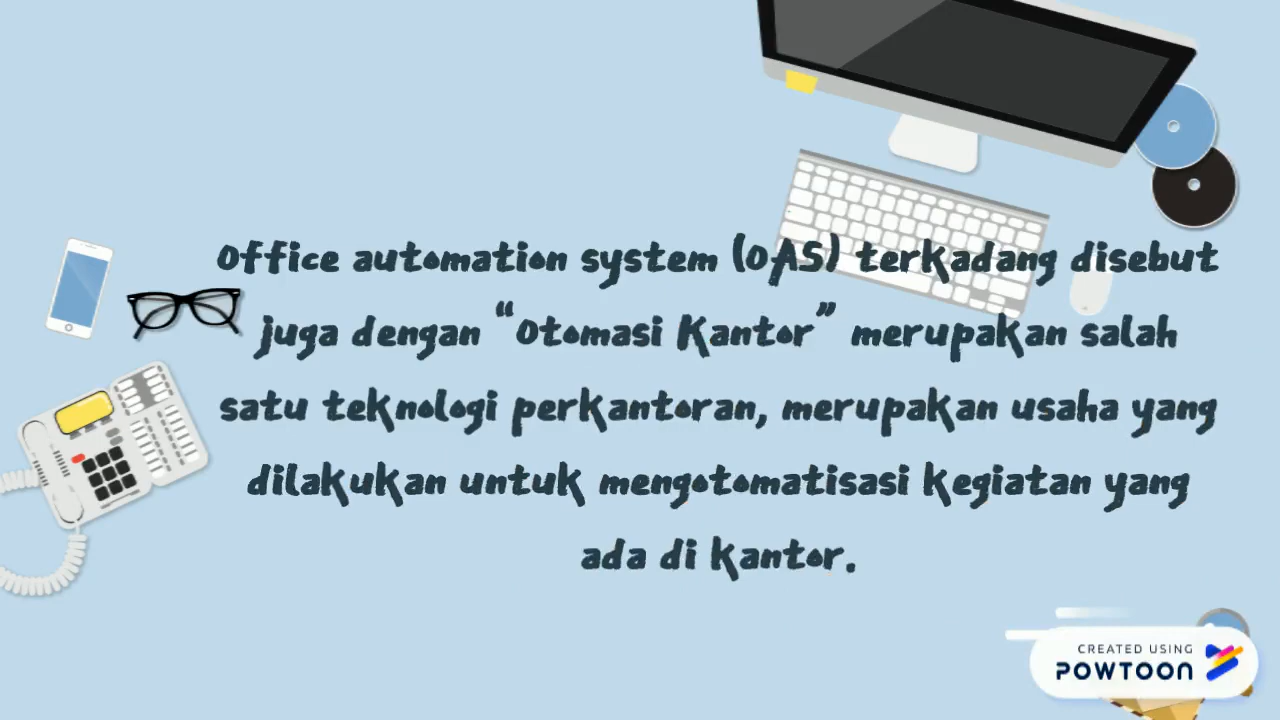 Office automation system (OAS) terkadang disebut
juga dengan “Otomasi Kantor” merupakan salah
satu teknologi perkantoran, merupakan usaha yang
dilakukan untuk mengotomatisasi kegiatan yang
ada di kantor.
CREATED USING
POWTOON